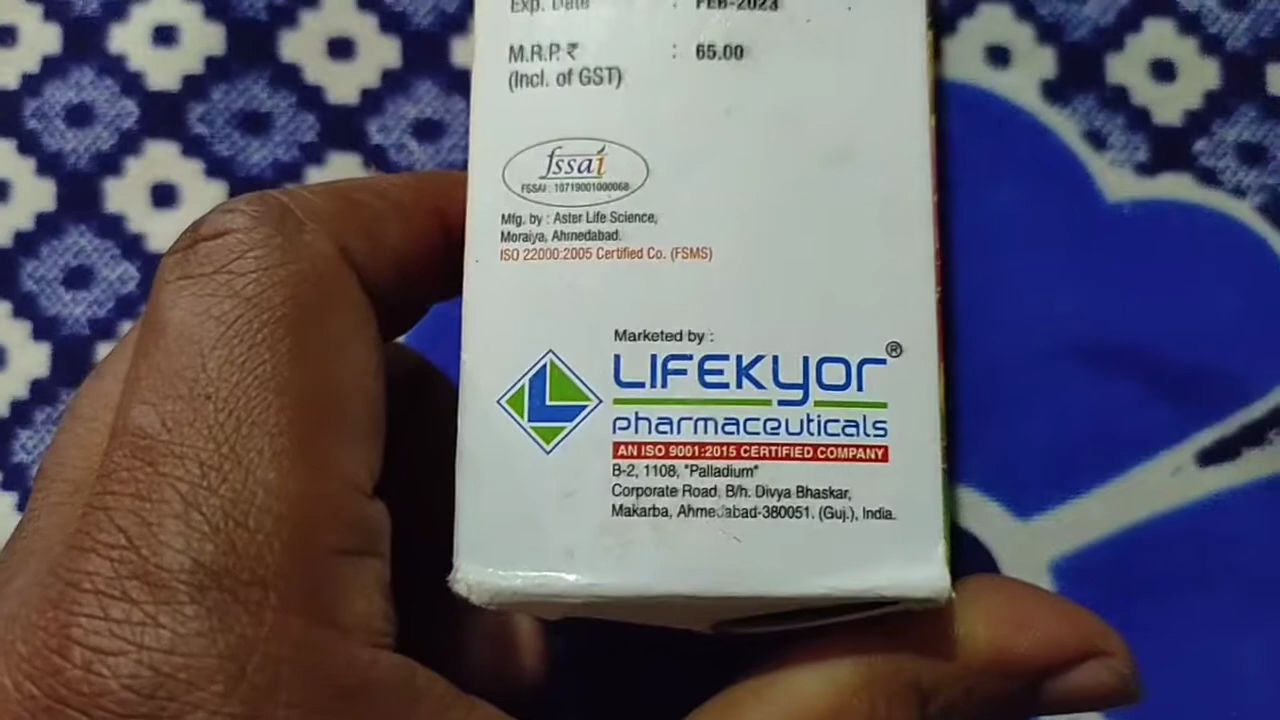 Exp. Date : FEB-2023
M.R.P. ₹ : 65.00
(Incl. of GST)
fssai
FSSAI : 10719001000068
Mfg. by : Aster Life Science,
Moraiya, Ahmedabad.
ISO 22000:2005 Certified Co. (FSMS)
Marketed by :
LIFEKYOR®
pharmaceuticals
AN ISO 9001:2015 CERTIFIED COMPANY
B-2, 1108, "Palladium"
Corporate Road, B/h. Divya Bhaskar,
Makarba, Ahmedabad-380051. (Guj.), India.